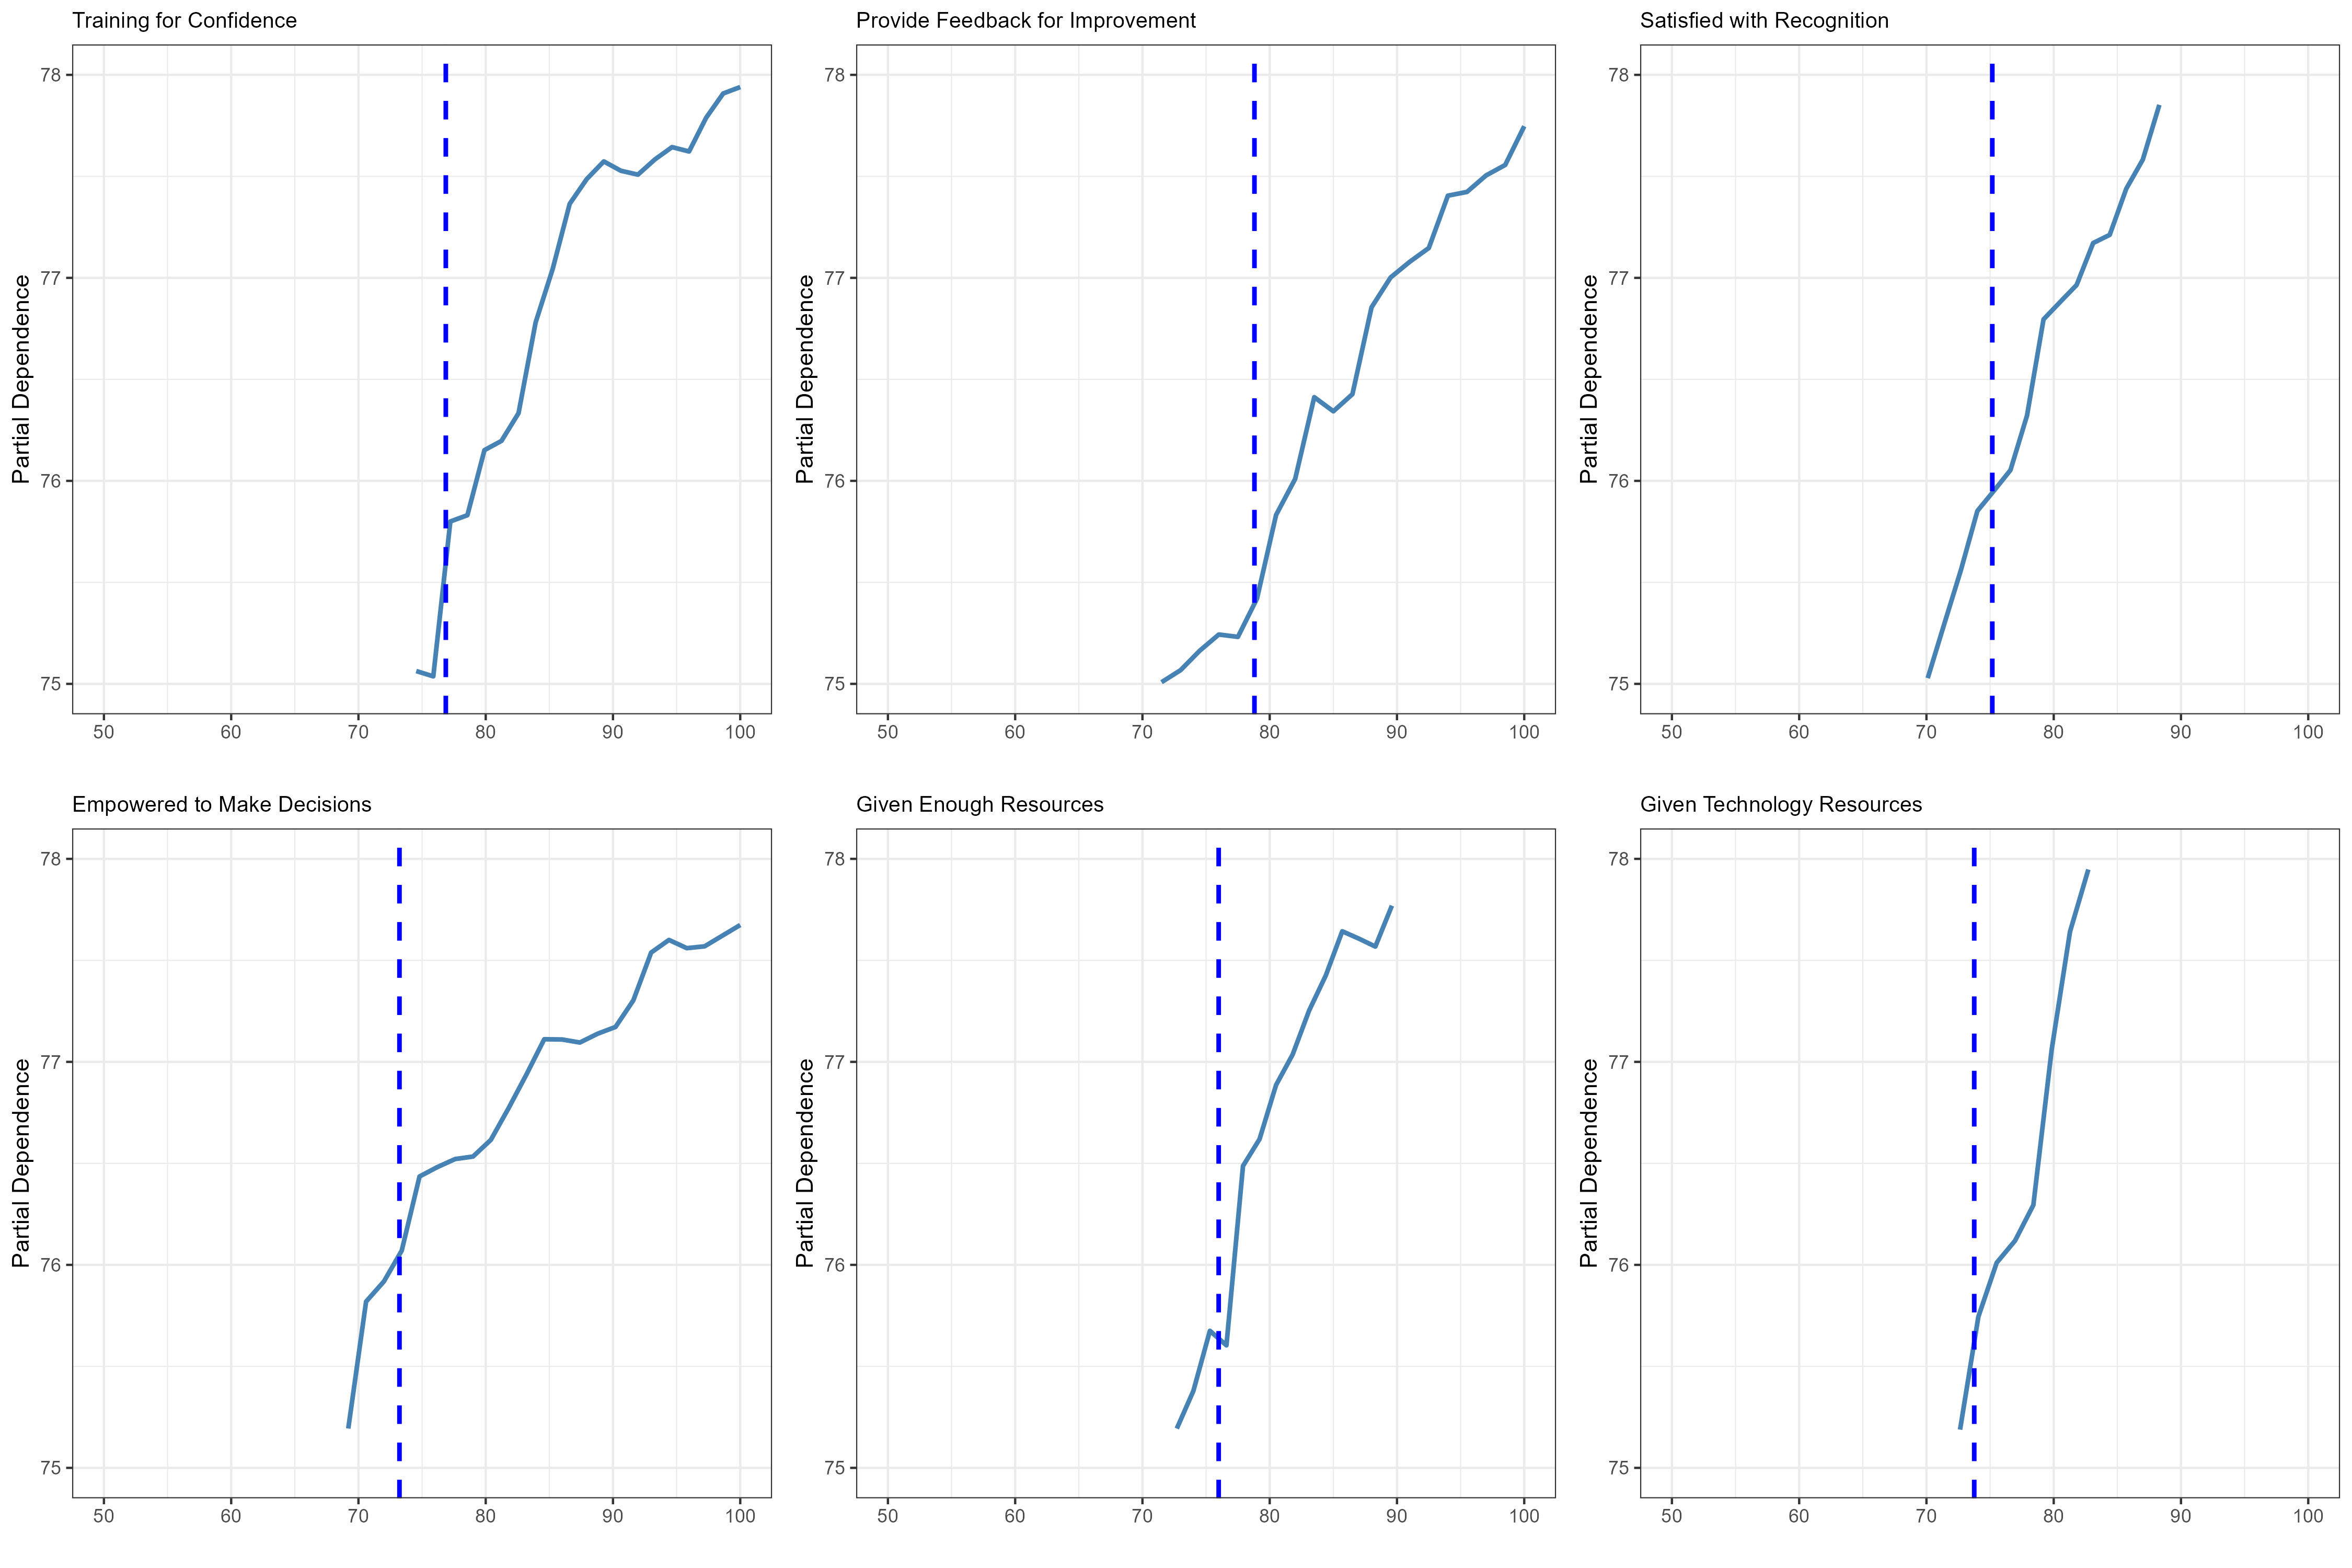 Training for Confidence
Provide Feedback for Improvement
Satisfied with Recognition
Partial Dependence
78
77
76
75
50 60 70 80 90 100
Partial Dependence
78
77
76
75
50 60 70 80 90 100
Partial Dependence
78
77
76
75
50 60 70 80 90 100
Empowered to Make Decisions
Given Enough Resources
Given Technology Resources
Partial Dependence
78
77
76
75
50 60 70 80 90 100
Partial Dependence
78
77
76
75
50 60 70 80 90 100
Partial Dependence
78
77
76
75
50 60 70 80 90 100